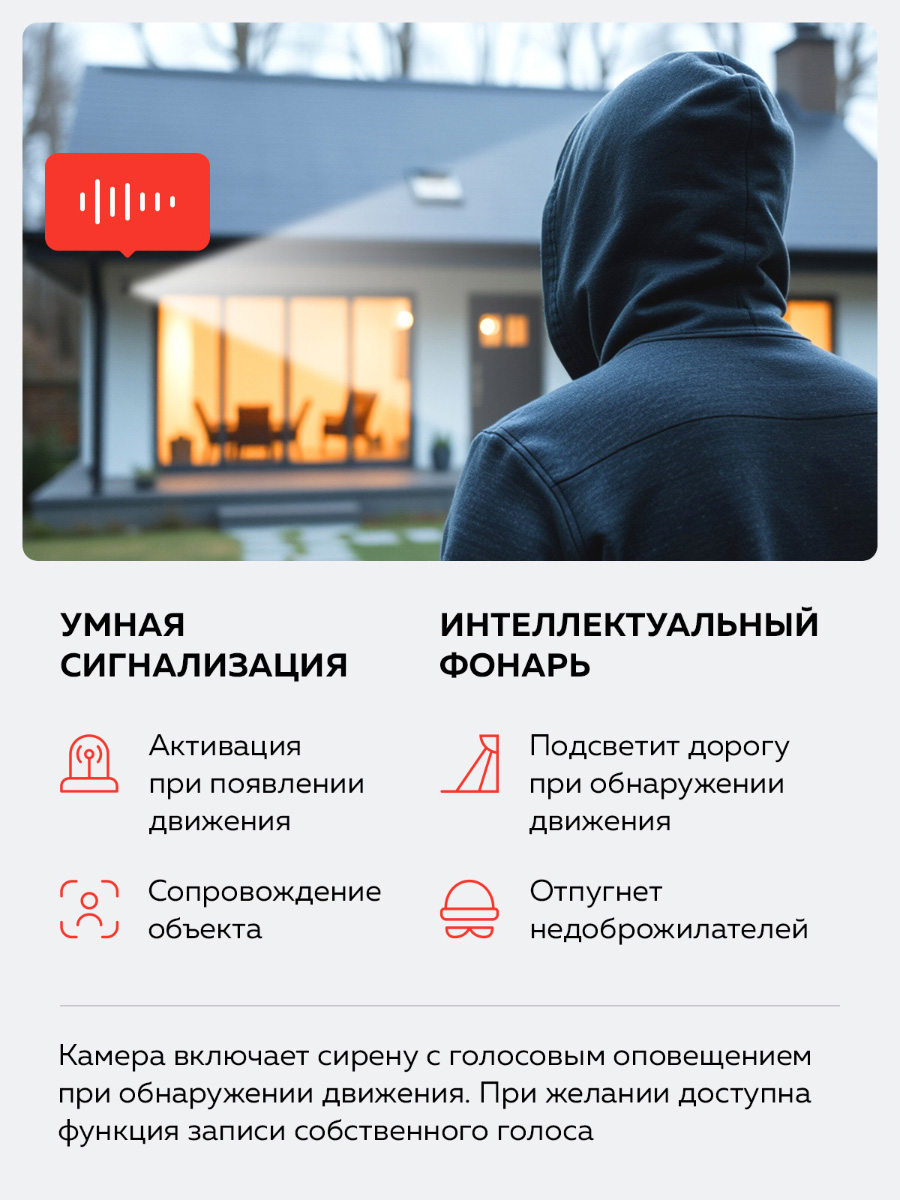 УМНАЯ
СИГНАЛИЗАЦИЯ
Активация
при появлении
движения
Сопровождение
объекта
ИНТЕЛЛЕКТУАЛЬНЫЙ
ФОНАРЬ
Подсветит дорогу
при обнаружении
движения
Отпугнет
недоброжилателей
Камера включает сирену с голосовым оповещением
при обнаружении движения. При желании доступна
функция записи собственного голоса